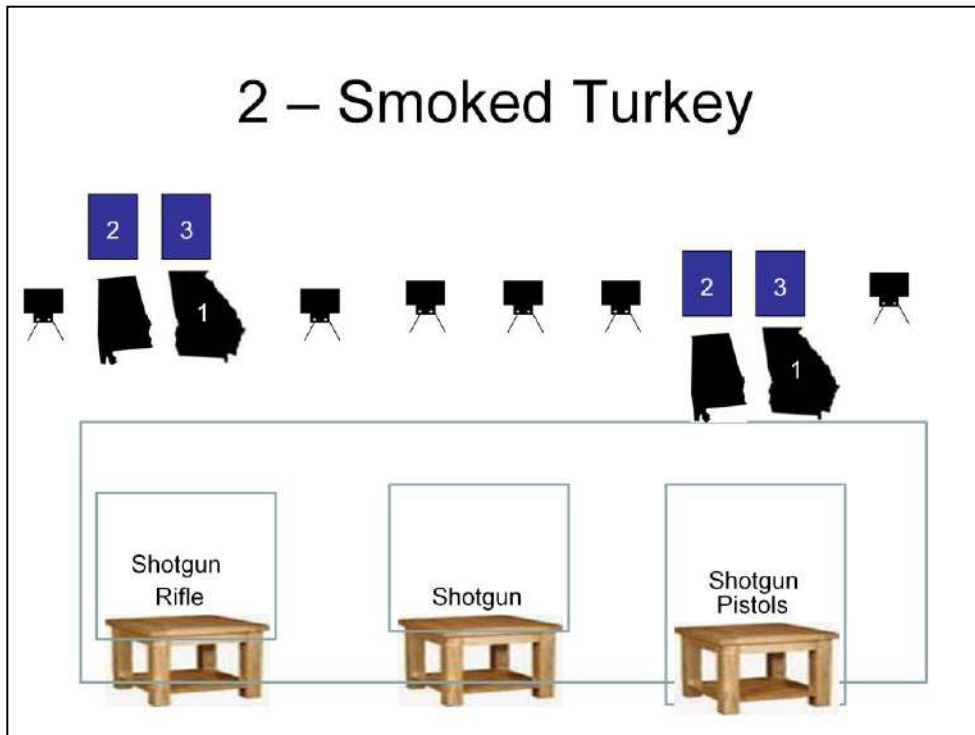 2 – Smoked Turkey
2 3
1
2 3
1
Shotgun
Rifle
Shotgun
Shotgun
Pistols